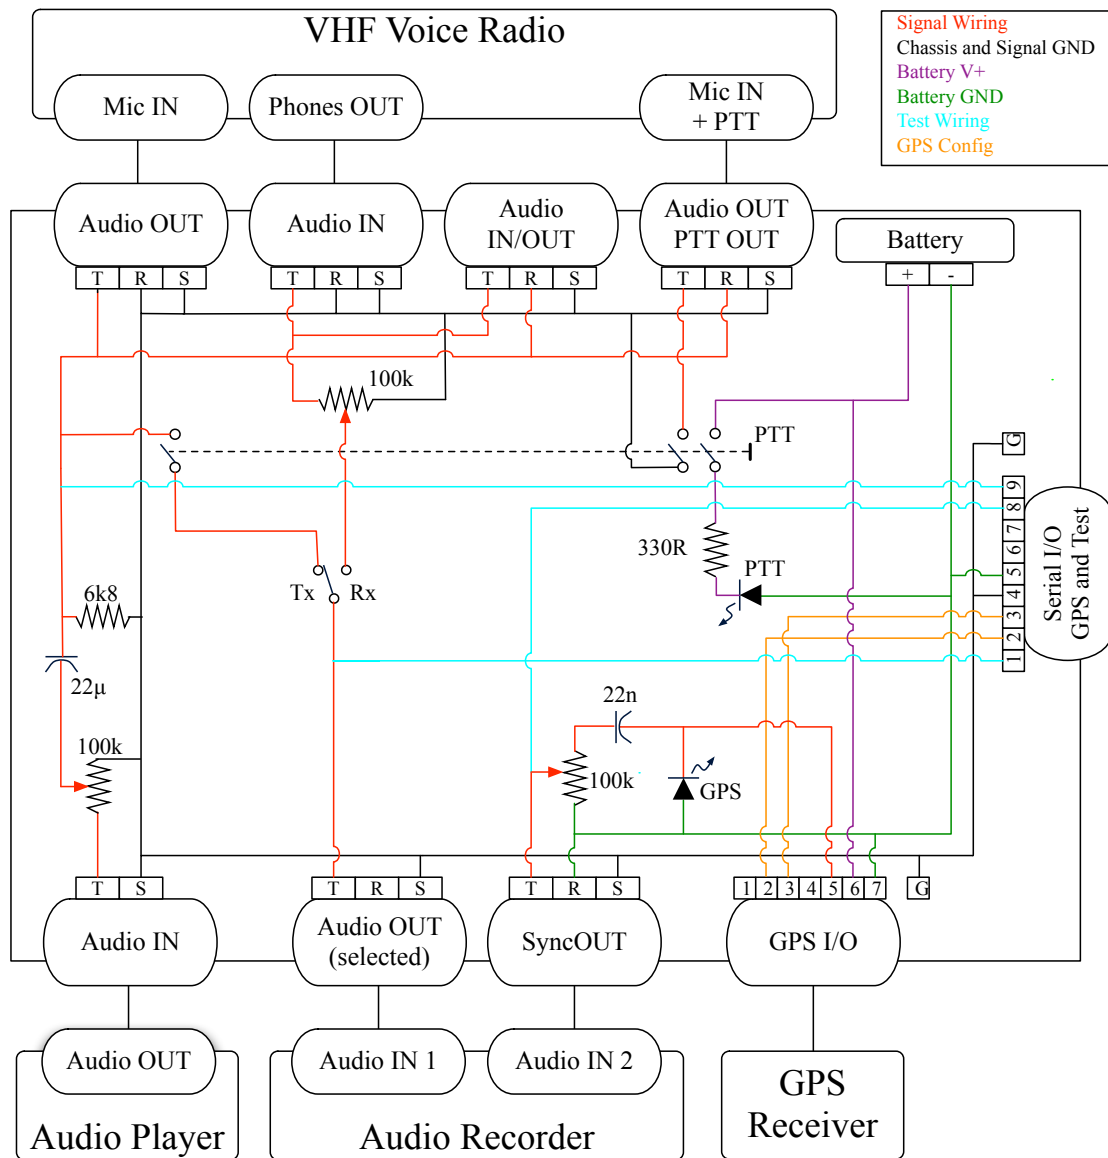 VHF Voice Radio
Signal Wiring
Chassis and Signal GND
Battery V+
Battery GND
Test Wiring
GPS Config
Mic IN
Phones OUT
Mic IN
+ PTT
Audio OUT
Audio IN
Audio
IN/OUT
Audio OUT
PTT OUT
Battery
T R S
T R S
T R S
T R S
+ -
100k
PTT
G
9
8
7
6
5
4
3
2
1
Serial I/O
GPS and Test
330R
PTT
Tx
Rx
6k8
22μ
22n
100k
100k
GPS
T S
T R S
T R S
1 2 3 4 5 6 7
G
Audio IN
Audio OUT
(selected)
SyncOUT
GPS I/O
Audio OUT
Audio IN 1
Audio IN 2
GPS
Receiver
Audio Player
Audio Recorder